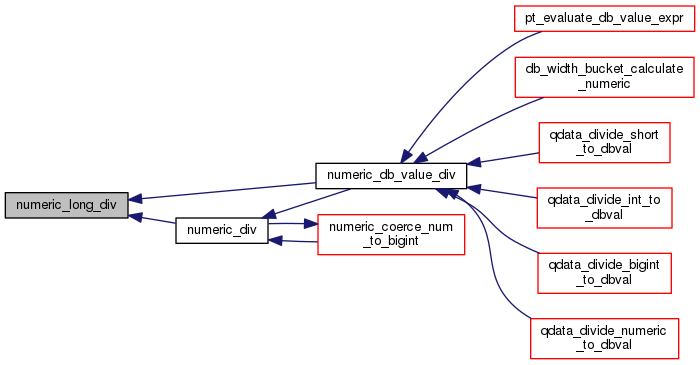 pt_evaluate_db_value_expr
db_width_bucket_calculate
_numeric
qdata_divide_short
_to_dbval
numeric_db_value_div
qdata_divide_int_to
_dbval
numeric_long_div
numeric_div
numeric_coerce_num
_to_bigint
qdata_divide_bigint
_to_dbval
qdata_divide_numeric
_to_dbval